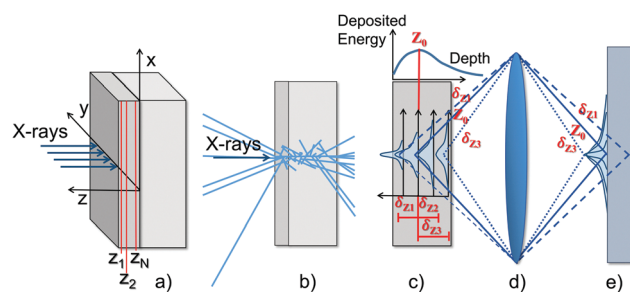 x
y
X-rays
z
z1
z2
zN
a)
X-rays
b)
Deposited
Energy
Z0
Depth
δZ1
Z0
δZ3
δZ1
δZ2
δZ3
c)
d)
δZ1
Z0
δZ3
e)